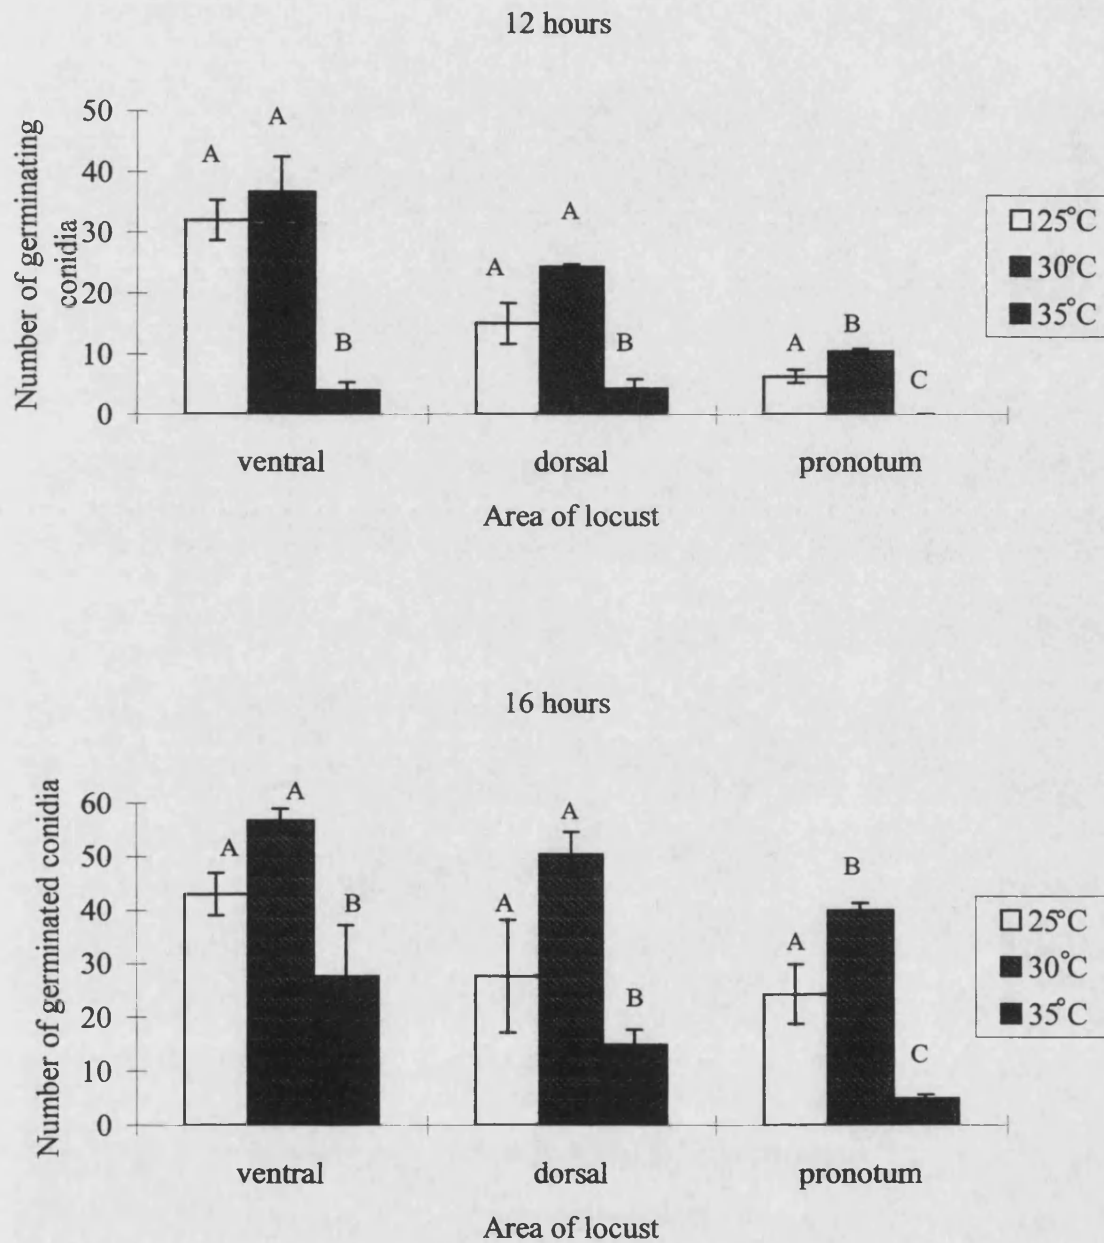 12 hours
Number of germinating
conidia
50
40
30
20
10
0
A
A
B
A
A
B
A
B
C
ventral
dorsal
pronotum
Area of locust
25°C
30°C
35°C
16 hours
Number of germinated conidia
60
50
40
30
20
10
0
A
A
B
A
A
B
A
B
C
ventral
dorsal
pronotum
Area of locust
25°C
30°C
35°C